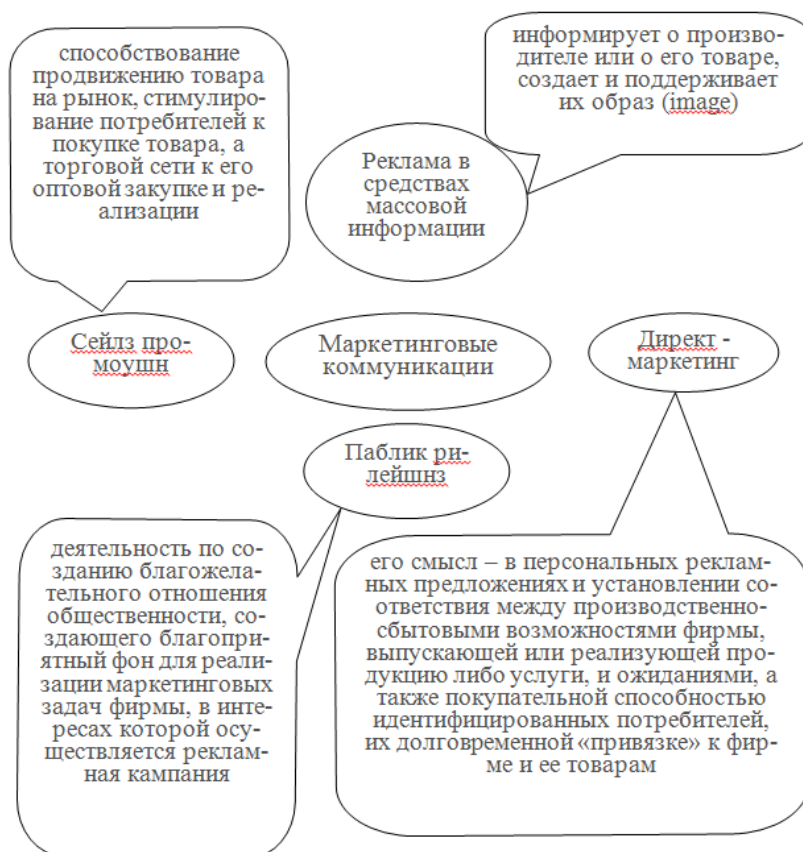 способствование
продвижению товара
на рынок, стимулиро-
вание потребителей к
покупке товара, а
торговой сети к его
оптовой закупке и ре-
ализации
информирует о произво-
дителе или о его товаре,
создает и поддерживает
их образ (image)
Реклама в
средствах
массовой
информации
Сейлз про-
моушн
Маркетинговые
коммуникации
Директ -
маркетинг
Паблик ри-
лейшнз
деятельность по со-
зданию благожела-
тельного отношения
общественности, со-
здающего благопри-
ятный фон для реали-
зации маркетинговых
задач фирмы, в инте-
ресах которой осу-
ществляется реклам-
ная кампания
его смысл – в персональных реклам-
ных предложениях и установлении со-
ответствия между производственно-
сбытовыми возможностями фирмы,
выпускающей или реализующей про-
дукцию либо услуги, и ожиданиями, а
также покупательной способностью
идентифицированных потребителей,
их долговременной «привязке» к фир-
ме и ее товарам